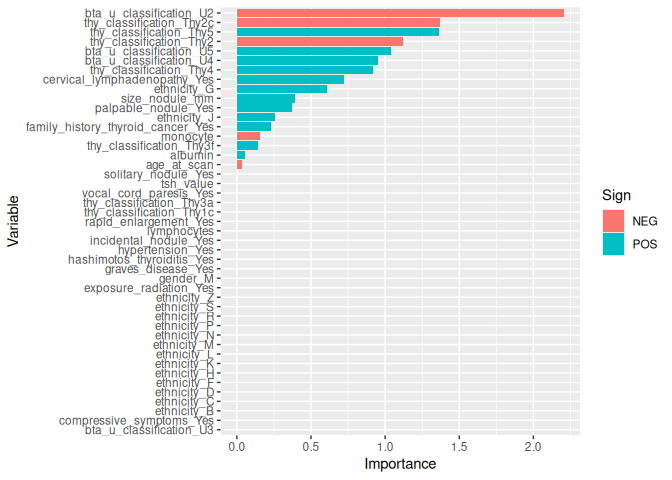 bta_u_classification_U2
thy_classification_Thy2c
thy_classification_Thy5
thy_classification_Thy2
bta_u_classification_U5
bta_u_classification_U4
thy_classification_Thy4
cervical_lymphadenopathy_Yes
ethnicity_G
size_nodule_mm
palpable_nodule_Yes
ethnicity_J
family_history_thyroid_cancer_Yes
monocyte
thy_classification_Thy3f
albumin
age_at_scan
solitary_nodule_Yes
tsh_value
vocal_cord_paresis_Yes
thy_classification_Thy3a
thy_classification_Thy1c
rapid_enlargement_Yes
lymphocytes
incidental_nodule_Yes
hypertension_Yes
hashimotos_thyroiditis_Yes
graves_disease_Yes
gender_M
exposure_radiation_Yes
ethnicity_Z
ethnicity_S
ethnicity_R
ethnicity_P
ethnicity_N
ethnicity_M
ethnicity_L
ethnicity_K
ethnicity_H
ethnicity_F
ethnicity_D
ethnicity_C
ethnicity_B
compressive_symptoms_Yes
bta_u_classification_U3
Variable
0.0 0.5 1.0 1.5 2.0
Importance
Sign
NEG
POS